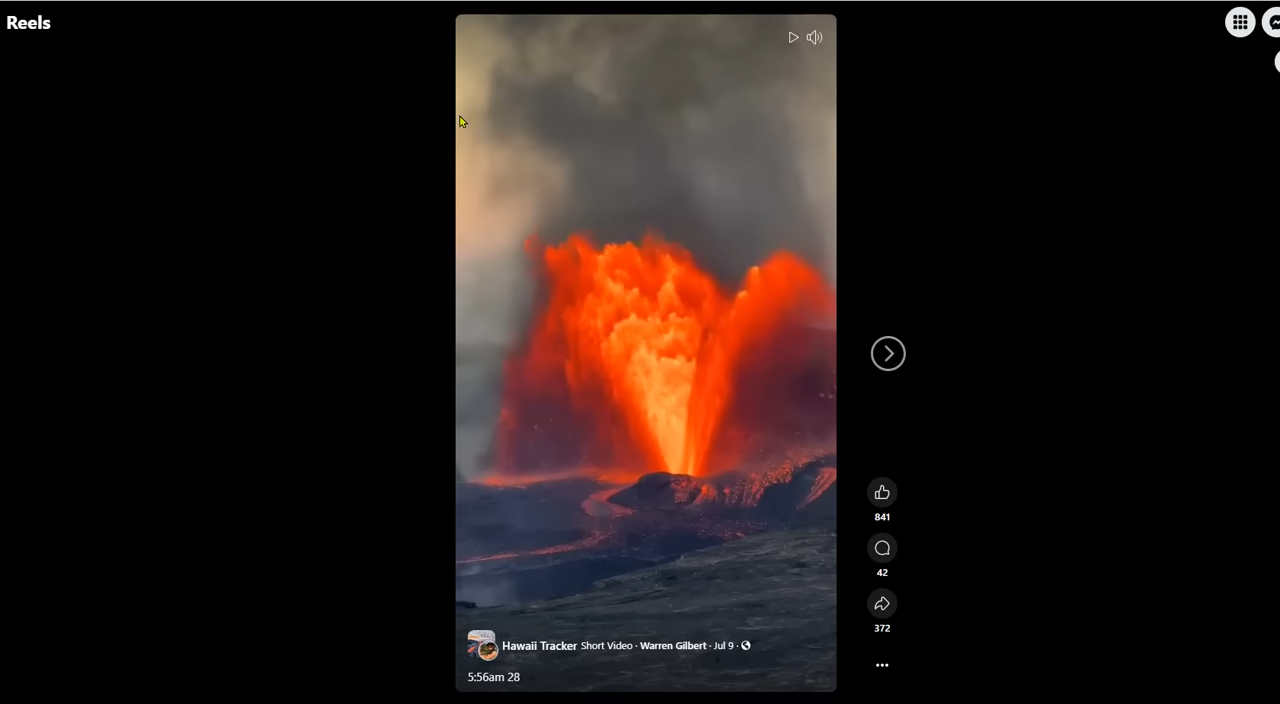 Reels
841
42
372
Hawaii Tracker Short Video · Warren Gilbert · Jul 9 ·
5:56am 28